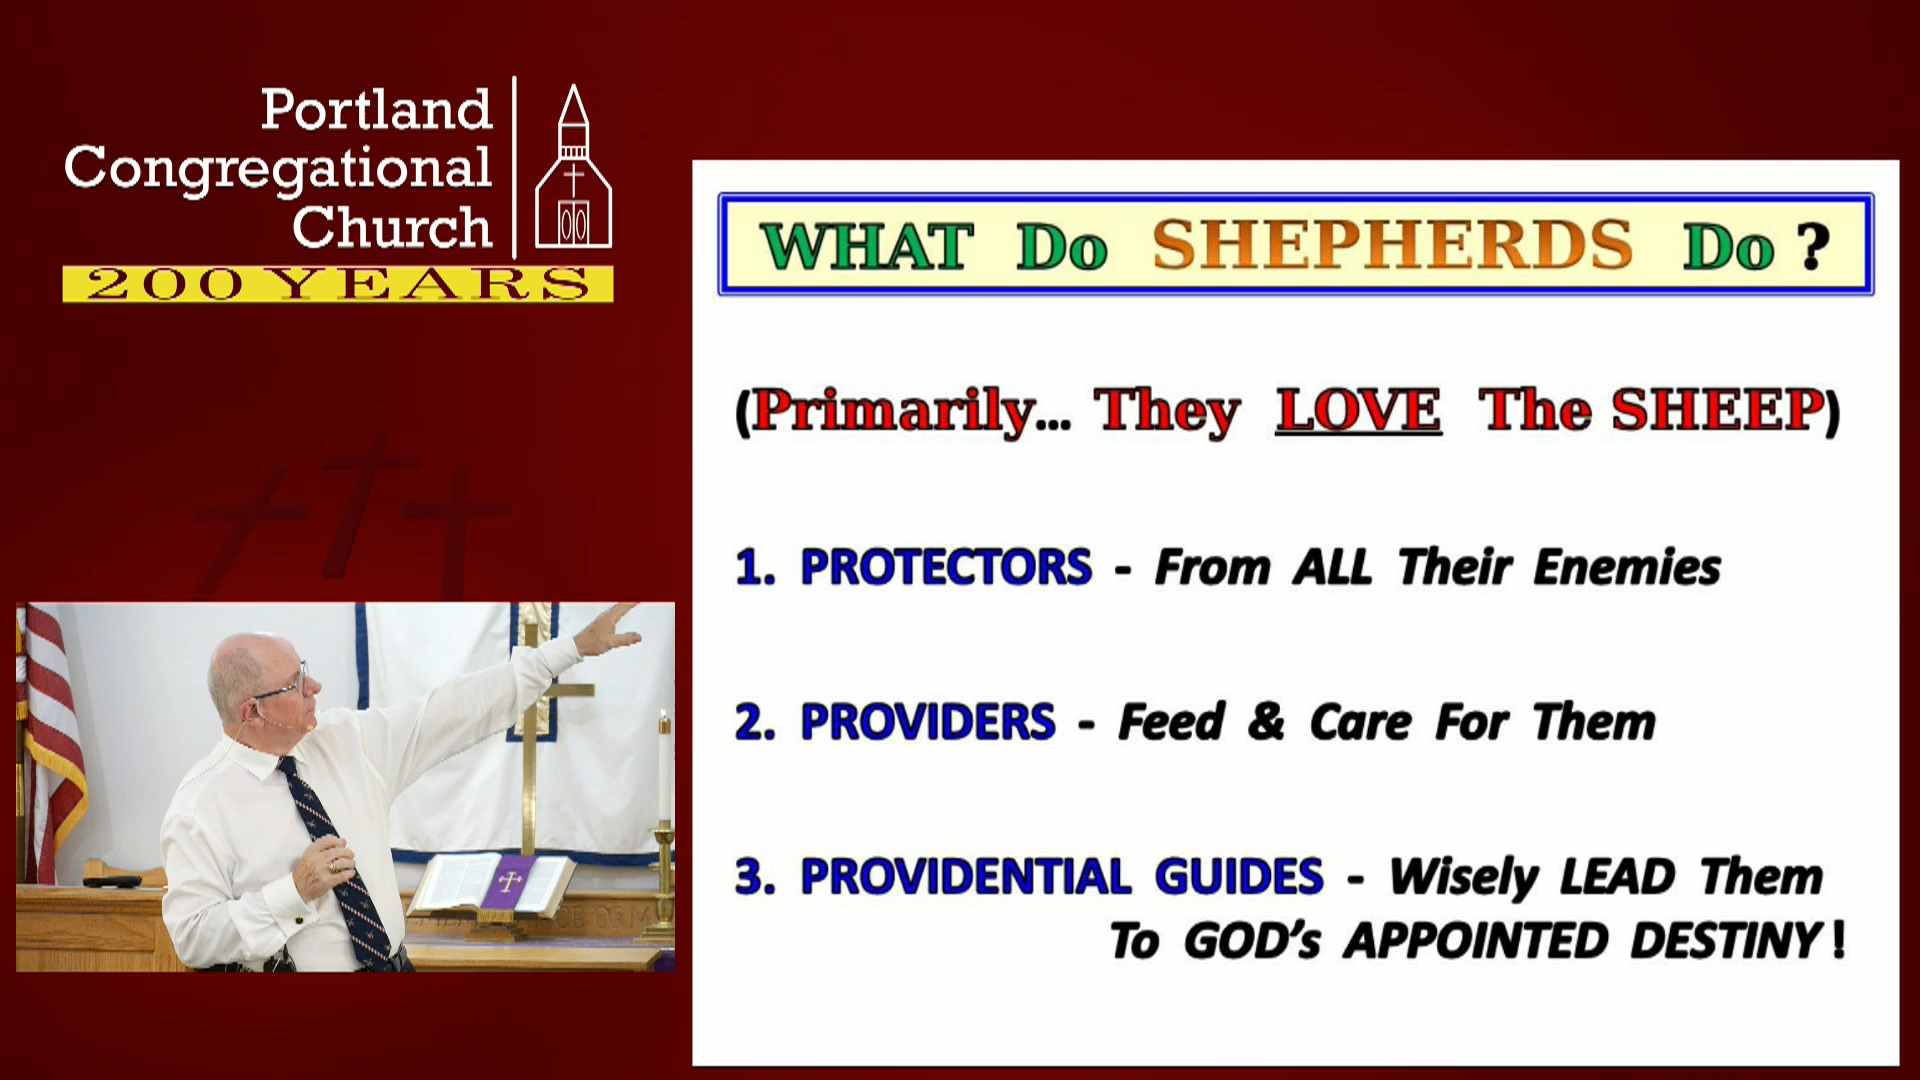 Portland
Congregational
Church
200 YEARS
WHAT Do SHEPHERDS Do ?
(Primarily... They LOVE The SHEEP)
1. PROTECTORS - From ALL Their Enemies
2. PROVIDERS - Feed & Care For Them
3. PROVIDENTIAL GUIDES - Wisely LEAD Them
To GOD’s APPOINTED DESTINY !